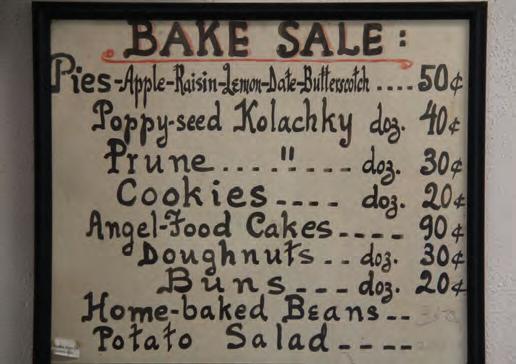 BAKE SALE:
Pies-Apple-Raisin-Lemon-Date-Butterscotch ....50¢
Poppy-seed Kolachky doz. 40¢
Prune .... " .---- doz. 30¢
Cookies---- doz. 20¢
Angel-Food Cakes---- 90¢
Doughnuts -- doz. 30¢
Buns--- doz. 20¢
Home-baked Beans--
Potato Salad ----